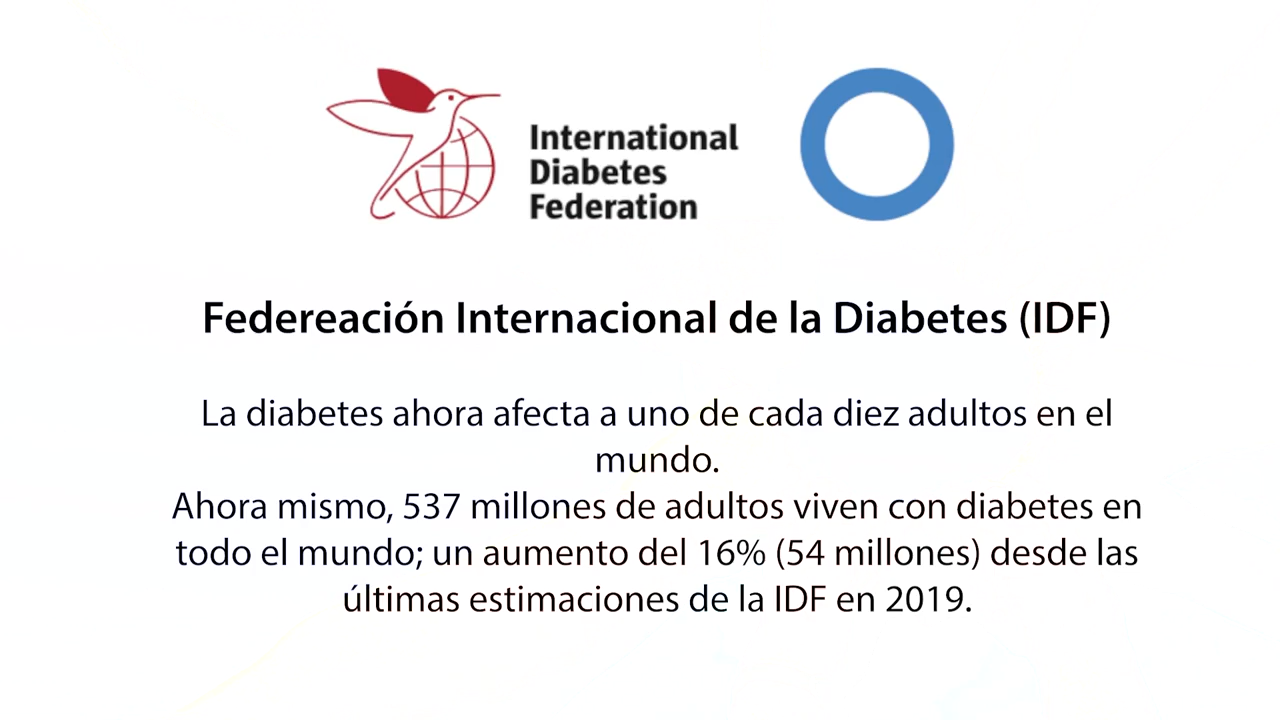 International
Diabetes
Federation
Federeación Internacional de la Diabetes (IDF)
La diabetes ahora afecta a uno de cada diez adultos en el
mundo.
Ahora mismo, 537 millones de adultos viven con diabetes en
todo el mundo; un aumento del 16% (54 millones) desde las
últimas estimaciones de la IDF en 2019.